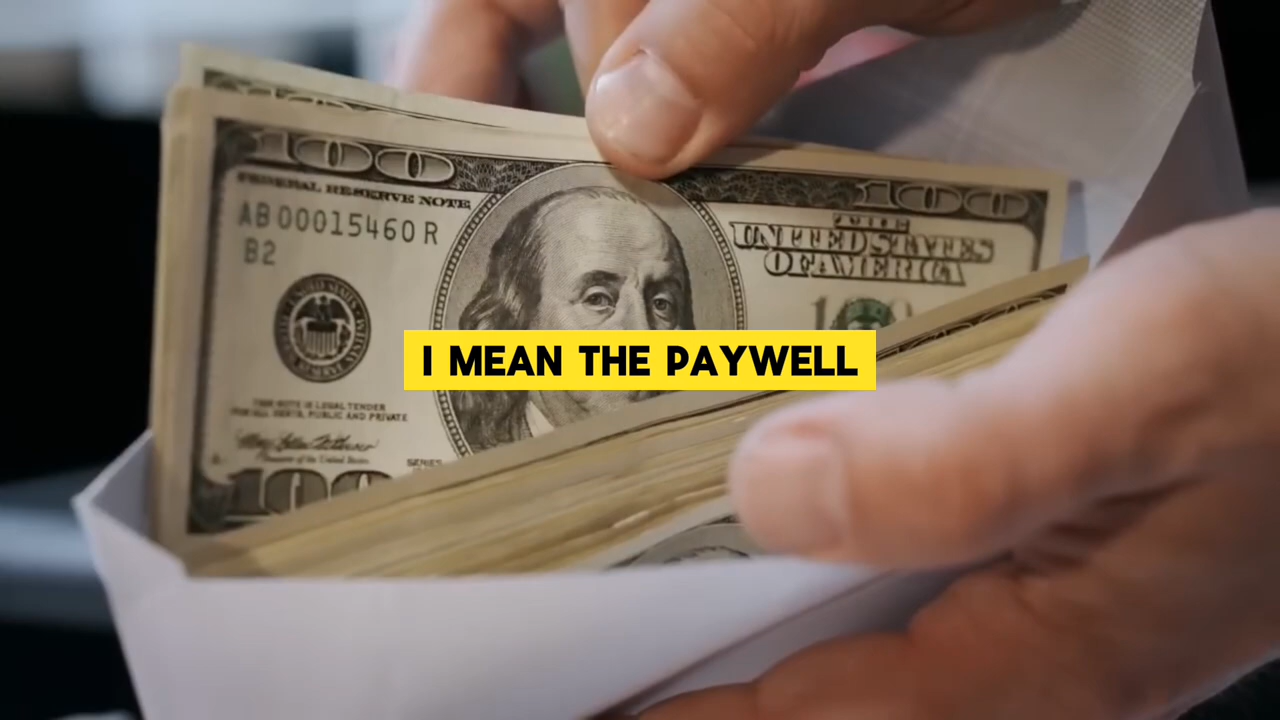 100
100
FEDERAL RESERVE NOTE
AB 00015460 R
B2
THE
UNITED STATES
OF AMERICA
100
I MEAN THE PAYWELL
THIS NOTE IS LEGAL TENDER
FOR ALL DEBTS, PUBLIC AND PRIVATE
SERIES
100